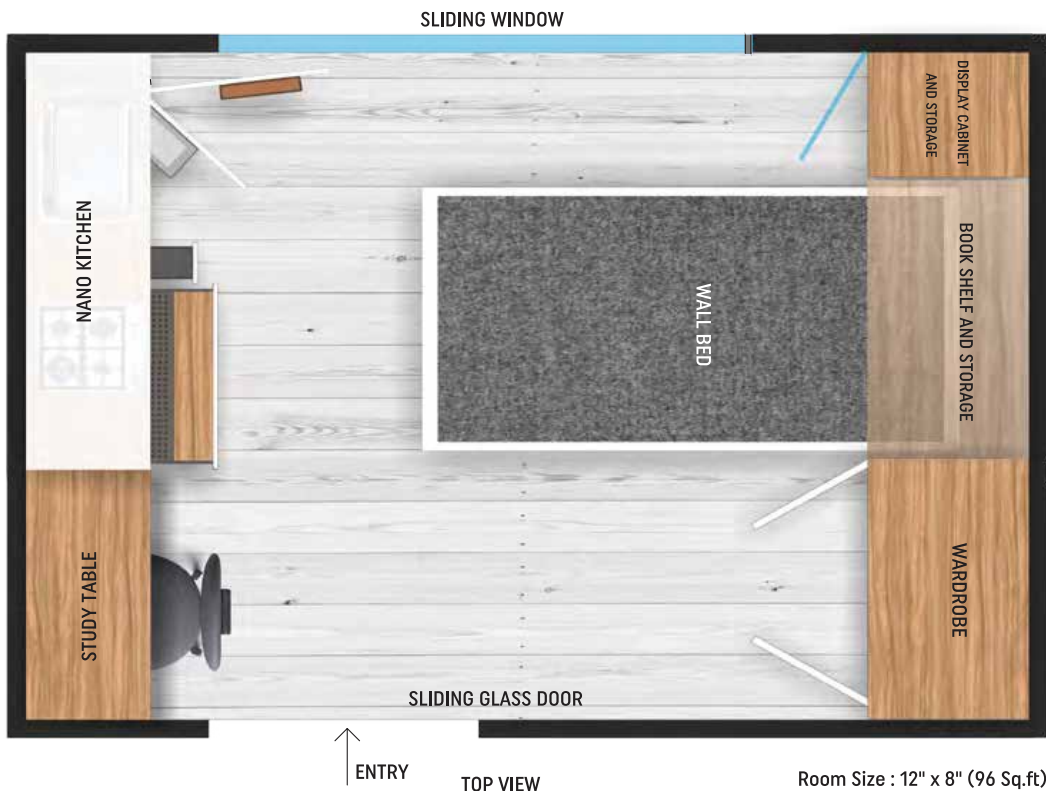 SLIDING WINDOW
DISPLAY CABINET
AND STORAGE
NANO KITCHEN
BOOK SHELF AND STORAGE
WALL BED
STUDY TABLE
WARDROBE
SLIDING GLASS DOOR
ENTRY
TOP VIEW
Room Size : 12" x 8" (96 Sq.ft)